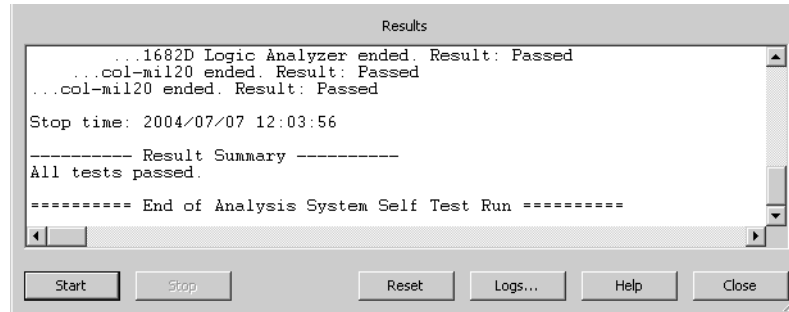 Results
...1682D Logic Analyzer ended. Result: Passed
...col-mil20 ended. Result: Passed
...col-mil20 ended. Result: Passed
Stop time: 2004/07/07 12:03:56
---------- Result Summary ----------
All tests passed.
========== End of Analysis System Self Test Run ==========
Start Stop Reset Logs... Help Close